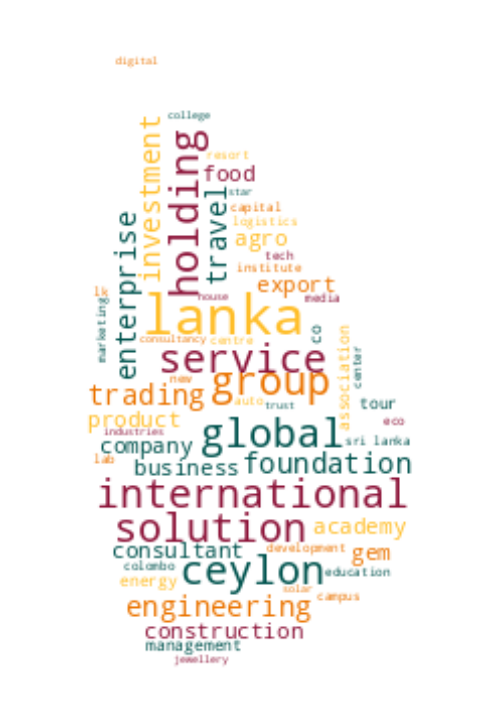 digital
college
investment
holding
resort
food
star
travel
capital
logistics
enterprise
agro
tech
institute
export
lk
house
media
marketing
lanka
co
consultancy
centre
association
service
center
new
group
trading
auto
trust
tour
product
eco
industries
global
sri lanka
company
lab
business
foundation
international
solution
academy
consultant
development
gem
colombo
ceylon
education
energy
solar
campus
engineering
construction
management
jewellery